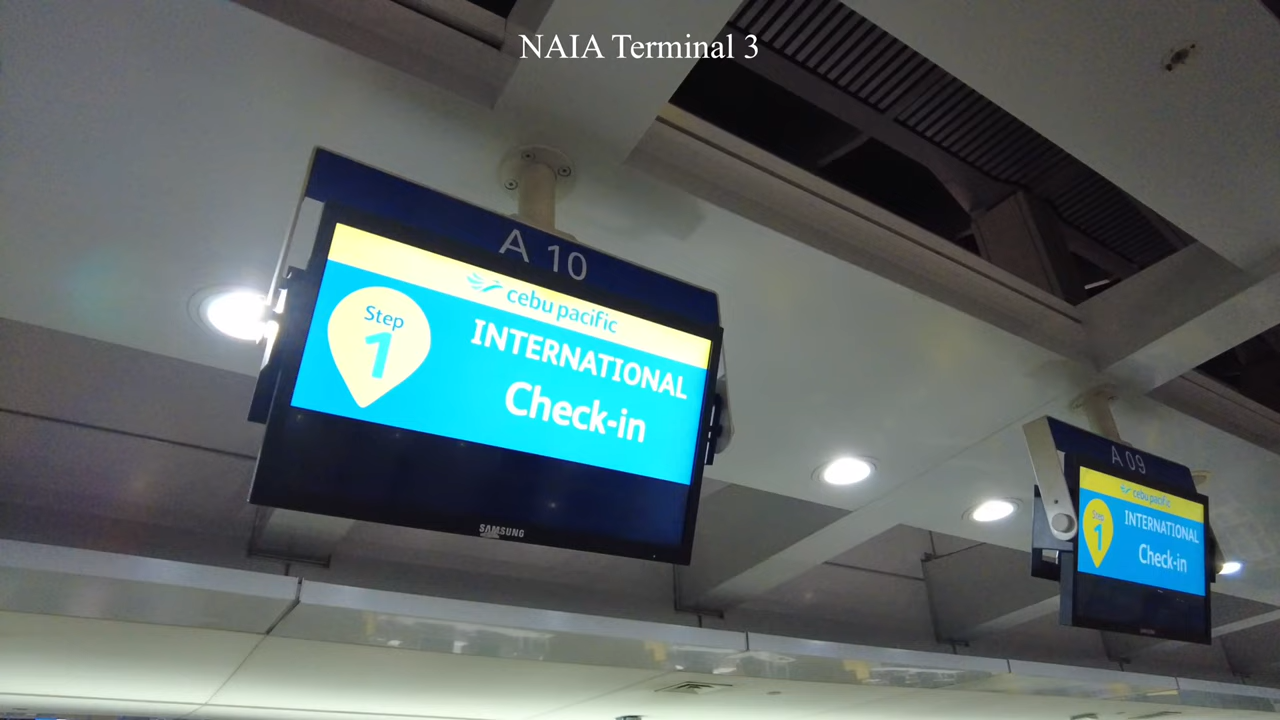 NAIA Terminal 3
A 10
cebu pacific
Step
1
INTERNATIONAL
Check-in
SAMSUNG
A 09
cebu pacific
Step
1
INTERNATIONAL
Check-in